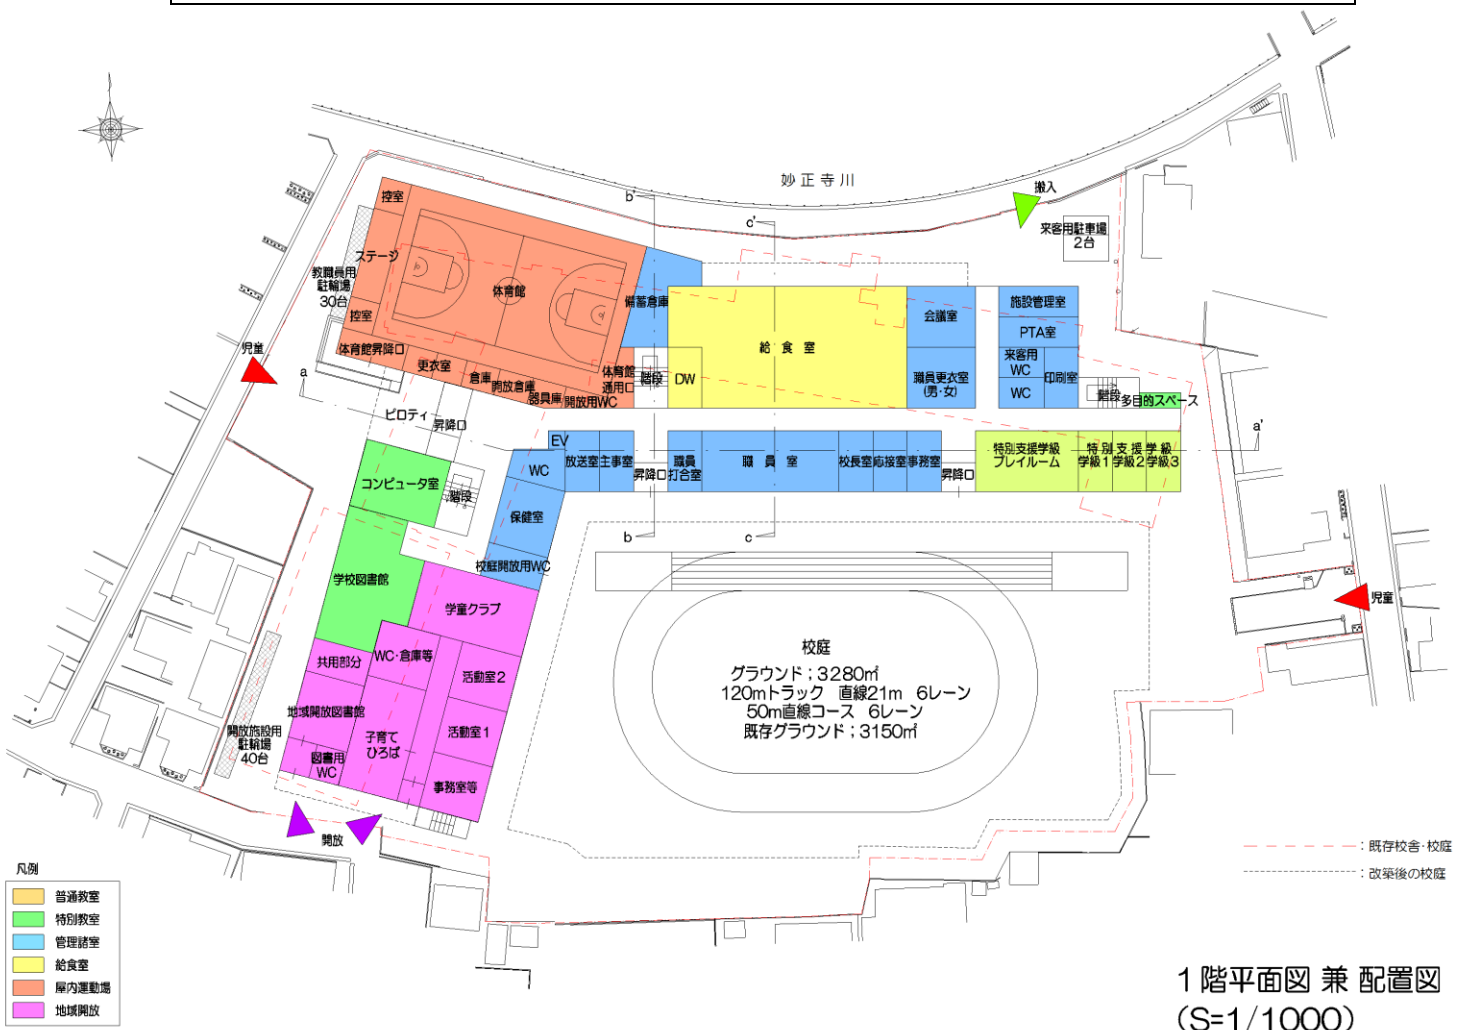 妙正寺川
搬入
来客用駐車場
2台
b'
c'
控室
ステージ
教職員用
駐輪場
30台
控室
体育館
備蓄倉庫
児童
a
体育館昇降口
更衣室
倉庫
開放倉庫
器具庫
開放用WC
体育館
通用口
階段
DW
給食室
会議室
職員更衣室
(男・女)
施設管理室
PTA室
来客用
WC
WC
印刷室
階段
多目的スペース
a'
ピロティ
昇降口
EV
WC
放送室
主事室
昇降口
職員
打合室
職員室
校長室
応接室
事務室
昇降口
特別支援学級
プレイルーム
特別支援学級
学級1
学級2
学級3
コンピュータ室
階段
保健室
校庭開放用WC
b
c
学校図書館
学童クラブ
児童
共用部分
WC・倉庫等
活動室2
地域開放図書館
子育て
ひろば
活動室1
図書用
WC
事務室等
開放施設用
駐輪場
40台
開放
校庭
グラウンド；3280㎡
120mトラック 直線21m 6レーン
50m直線コース 6レーン
既存グラウンド；3150㎡
：既存校舎・校庭
：改築後の校庭
凡例
普通教室
特別教室
管理諸室
給食室
屋内運動場
地域開放
1階平面図 兼 配置図
(S=1/1000)